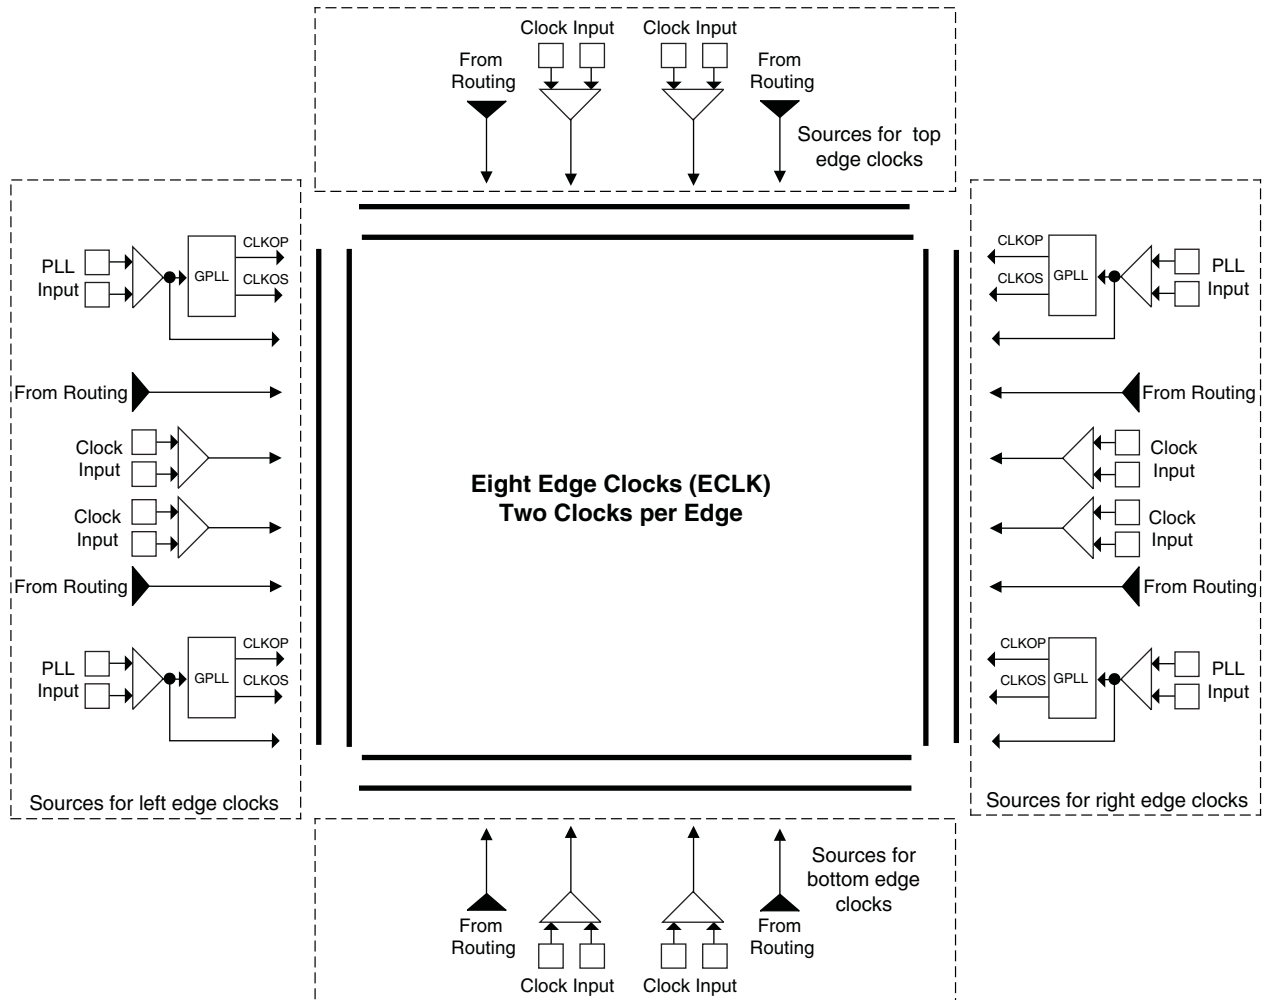 Clock Input
Clock Input
From
Routing
From
Routing
Sources for top
edge clocks
PLL
Input
GPLL
CLKOP
CLKOS
From Routing
Clock
Input
Clock
Input
From Routing
PLL
Input
GPLL
CLKOP
CLKOS
Sources for left edge clocks
Eight Edge Clocks (ECLK)
Two Clocks per Edge
CLKOP
CLKOS
GPLL
PLL
Input
From Routing
Clock
Input
Clock
Input
From Routing
CLKOP
CLKOS
GPLL
PLL
Input
Sources for right edge clocks
From
Routing
Clock Input
Clock Input
From
Routing
Sources for
bottom edge
clocks